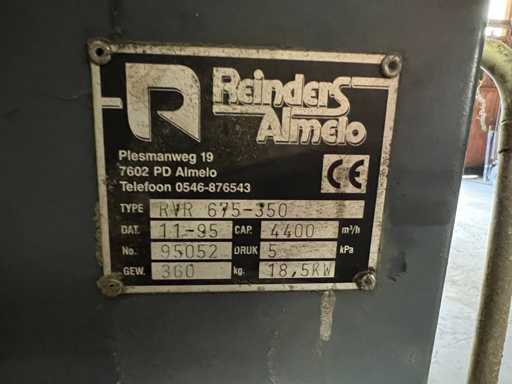 R Reinders
Almelo
Plesmanweg 19
7602 PD Almelo
Telefoon 0546-876543
CE
TYPE RVR 675-350
DAT. 11-95 CAP. 4400 m³/h
No. 95052 DRUK 5 kPa
GEW. 360 kg. 18,5KW